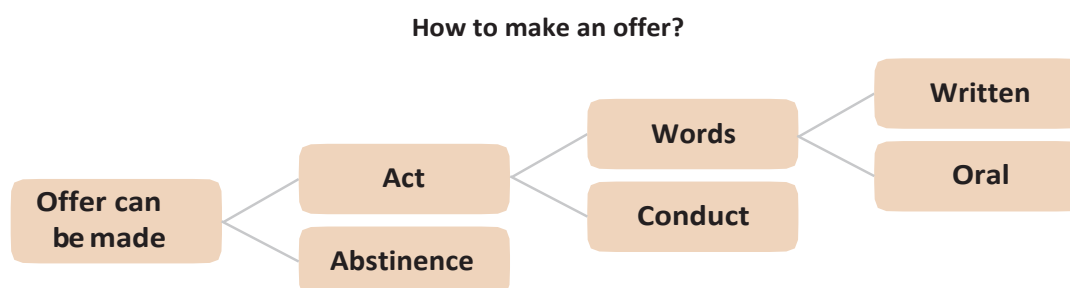 How to make an offer?
Written
Words
Oral
Act
Conduct
Offer can
be made
Abstinence